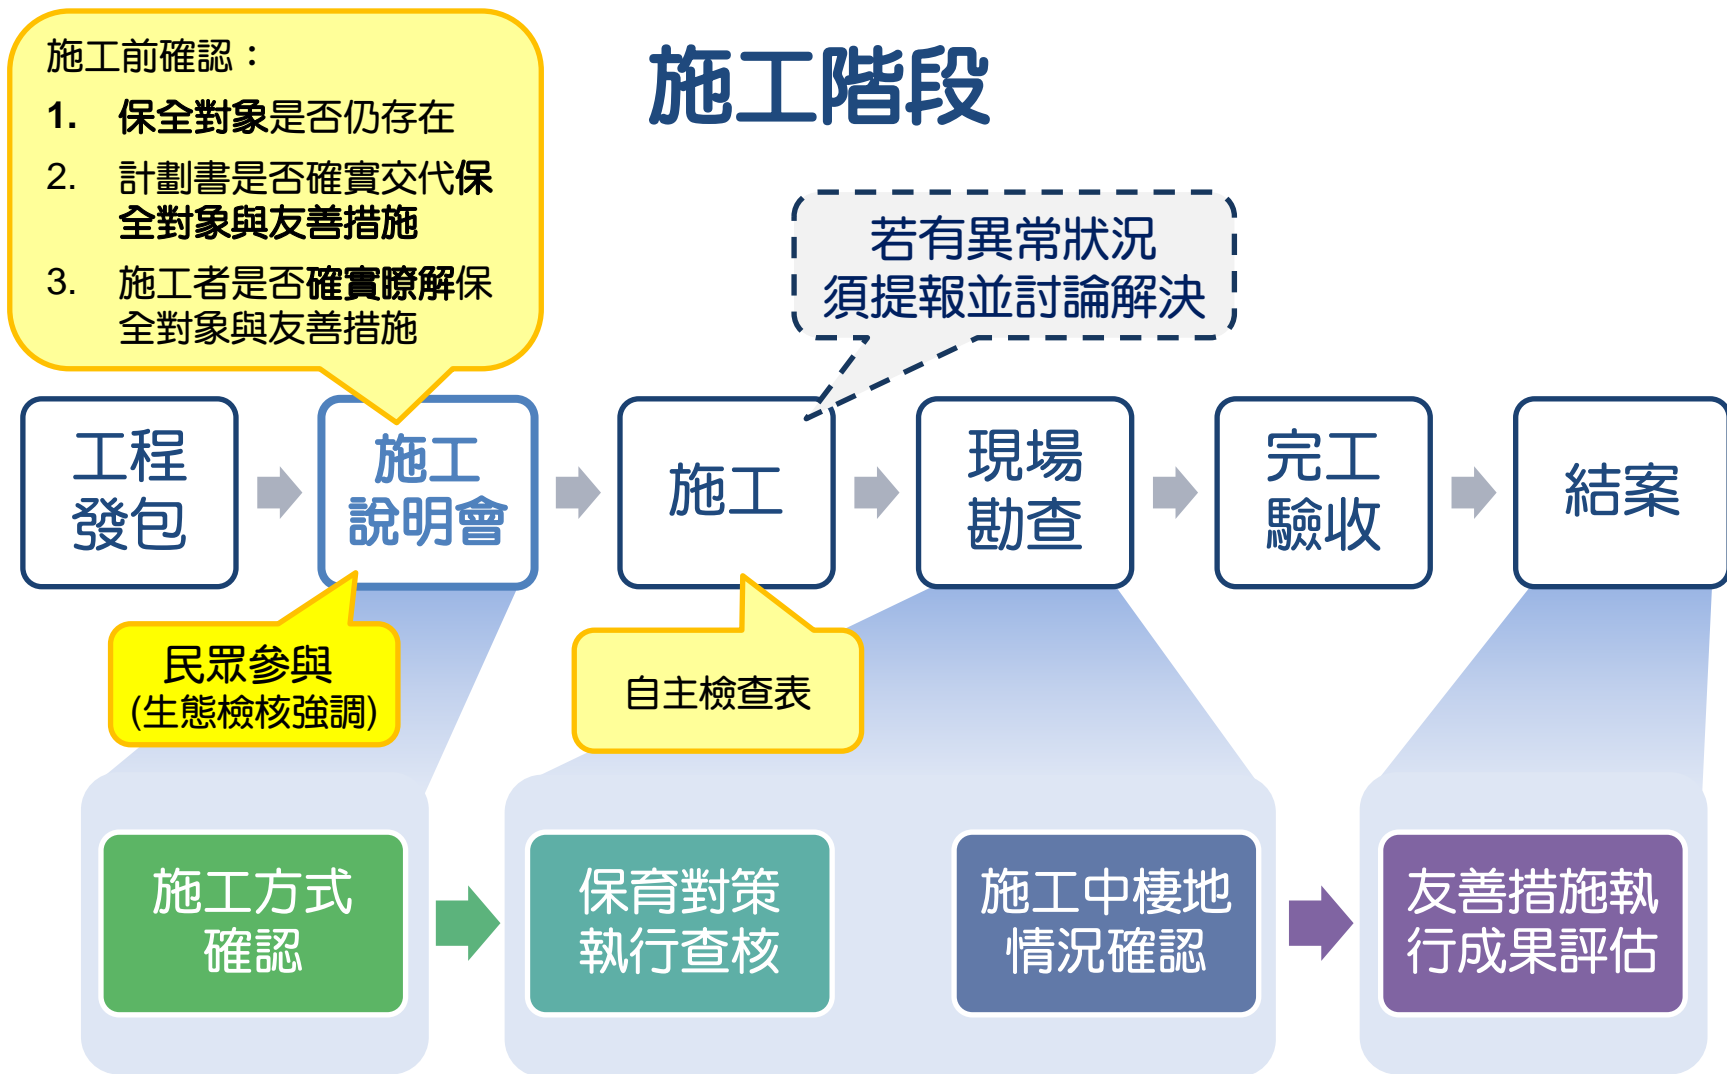 施工階段
施工前確認：
1. 保全對象是否仍存在
2. 計劃書是否確實交代保
全對象與友善措施
3. 施工者是否確實瞭解保
全對象與友善措施
若有異常狀況
須提報並討論解決
工程
發包
施工
說明會
施工
現場
勘查
完工
驗收
結案
民眾參與
(生態檢核強調)
自主檢查表
施工方式
確認
保育對策
執行查核
施工中棲地
情況確認
友善措施執
行成果評估